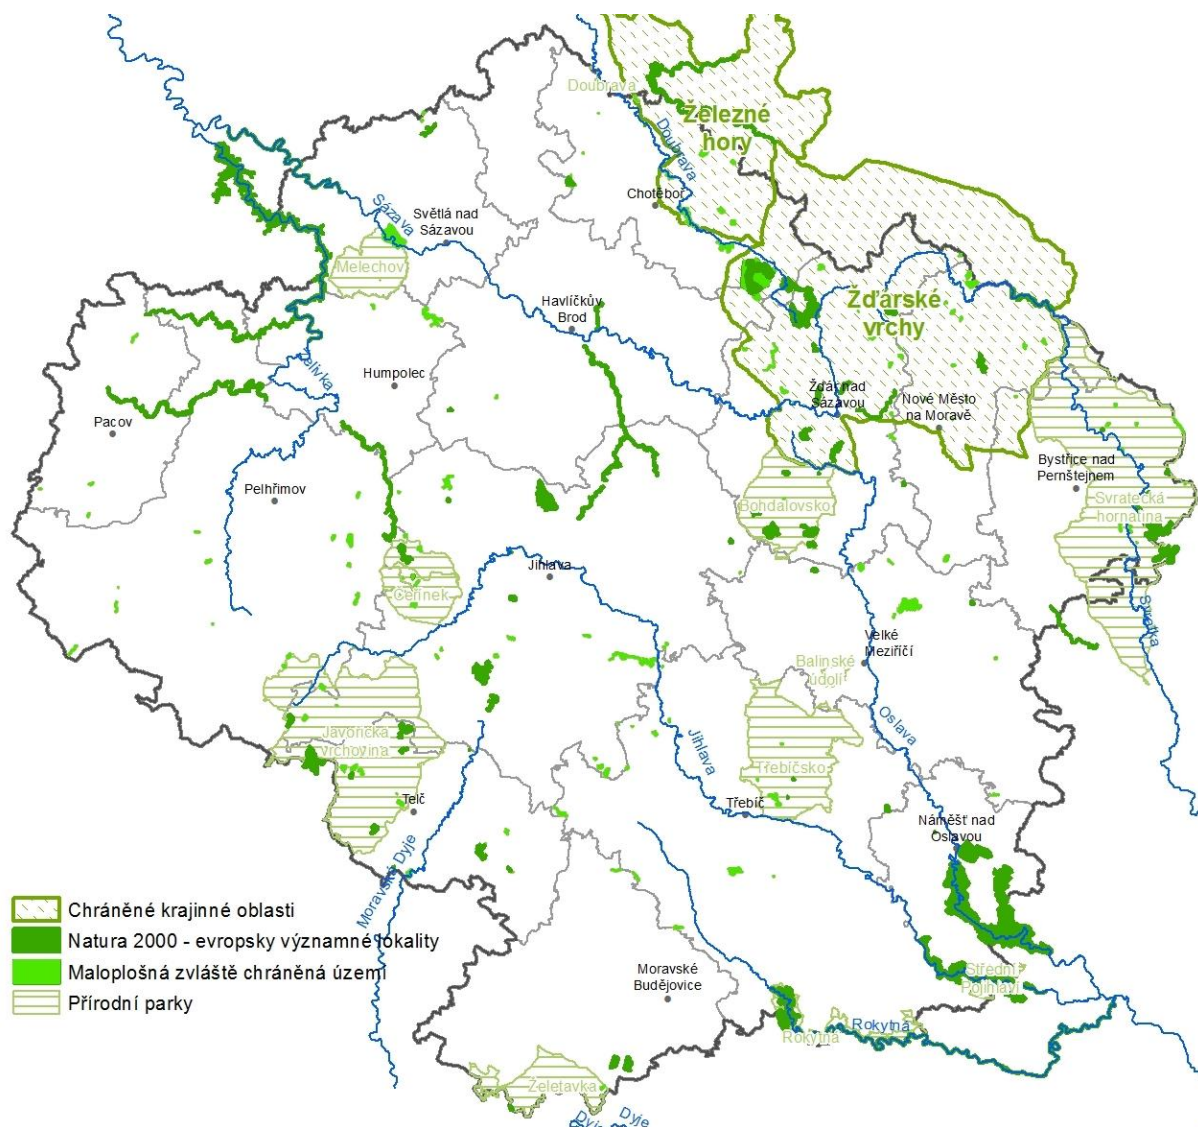 Doubrava
Železné
hory
Doubrava
Chotěboř
Sázava
Světlá nad
Sázavou
Melechov
Havlíčkův
Brod
Žďárské
vrchy
Želivka
Humpolec
Žďár nad
Sázavou
Nové Město
na Moravě
Pacov
Bystřice nad
Pernštejnem
Pelhřimov
Bohdalovsko
Svratecká
hornatina
Jihlava
Čeřínek
Svratka
Velké
Meziříčí
Balinské
údolí
Oslava
Javořická
vrchovina
Jihlava
Třebíčsko
Telč
Třebíč
Náměšť nad
Oslavou
Moravská Dyje
Chráněné krajinné oblasti
Natura 2000 - evropsky významné lokality
Maloplošná zvláště chráněná území
Přírodní parky
Moravské
Budějovice
Střední
Pojihlaví
Rokytná
Rokytná
Želetavka
Dyje
Dyje